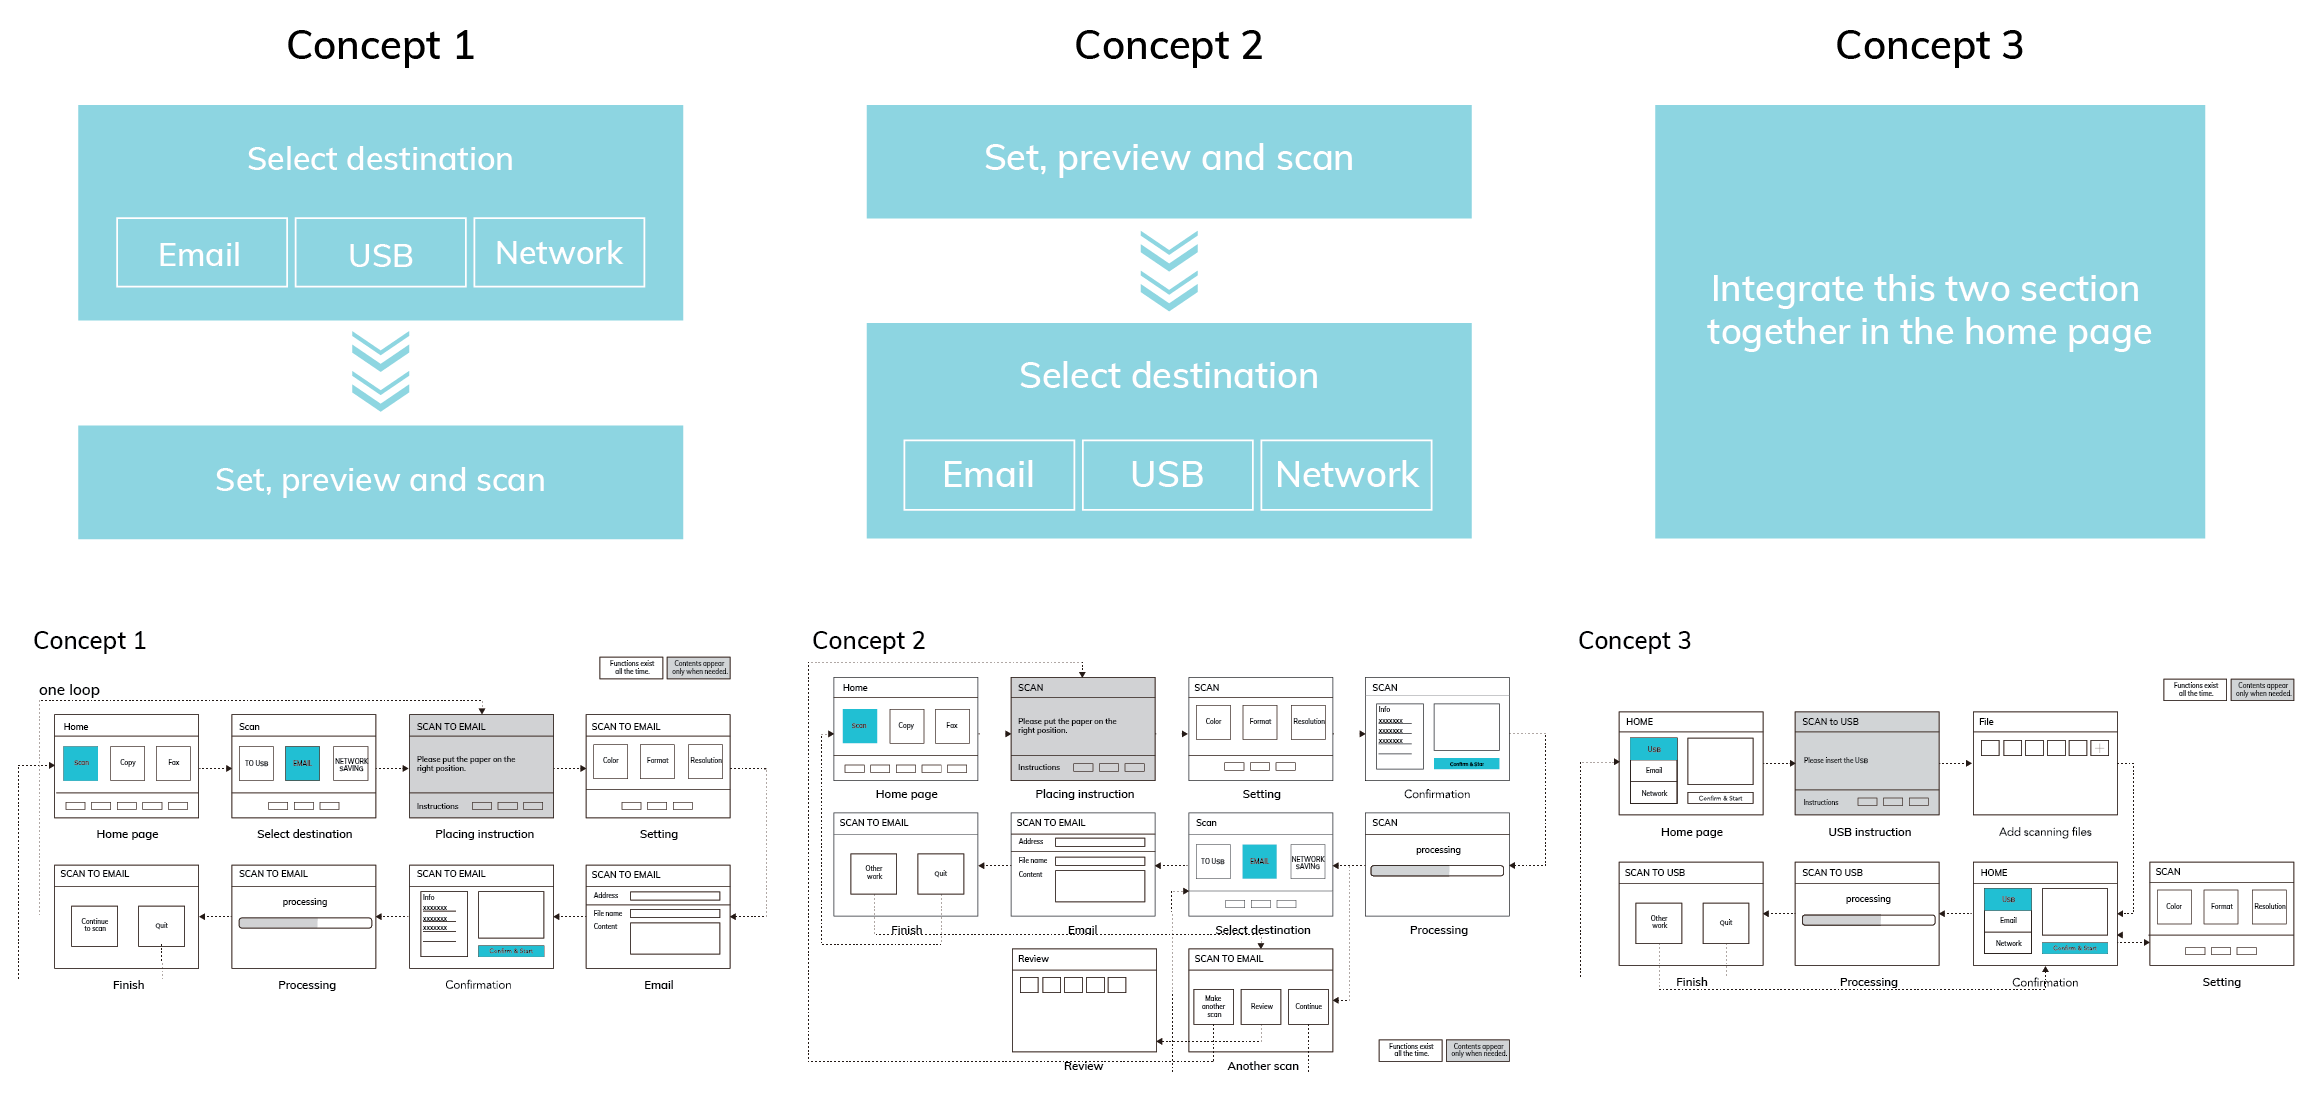 Concept 1
Select destination
Email
USB
Network
Set, preview and scan
Concept 2
Set, preview and scan
Select destination
Email
USB
Network
Concept 3
Integrate this two section
together in the home page
Concept 1
Functions exist
all the time.
Contents appear
only when needed.
one loop
Home
Scan
Copy
Fax
Home page
Scan
TO USB
EMAIL
NETWORK
SAVING
Select destination
SCAN TO EMAIL
Please put the paper on the
right position.
Instructions
Placing instruction
SCAN TO EMAIL
Color
Format
Resolution
Setting
SCAN TO EMAIL
Continue
to scan
Quit
Finish
SCAN TO EMAIL
processing
Processing
SCAN TO EMAIL
Info
xxxxxxx
xxxxxxx
xxxxxxx
Confirm & Start
Confirmation
SCAN TO EMAIL
Address
File name
Content
Email
Concept 2
Home
Scan
Copy
Fax
Home page
SCAN
Please put the paper on the
right position.
Instructions
Placing instruction
SCAN
Color
Format
Resolution
Setting
SCAN
Info
xxxxxxx
xxxxxxx
xxxxxxx
Confirm & Star
Confirmation
SCAN TO EMAIL
Other
work
Quit
Finish
SCAN TO EMAIL
Address
File name
Content
Email
Scan
TO USB
EMAIL
NETWORK
SAVING
Select destination
SCAN
processing
Processing
Review
Review
SCAN TO EMAIL
Make
another
scan
Review
Continue
Another scan
Functions exist
all the time.
Contents appear
only when needed.
Concept 3
Functions exist
all the time.
Contents appear
only when needed.
HOME
USB
Email
Network
Confirm & Start
Home page
SCAN to USB
Please insert the USB
Instructions
USB instruction
File
Add scanning files
SCAN TO USB
Other
work
Quit
Finish
SCAN TO USB
processing
Processing
HOME
USB
Email
Network
Confirm & Start
Confirmation
SCAN
Color
Format
Resolution
Setting